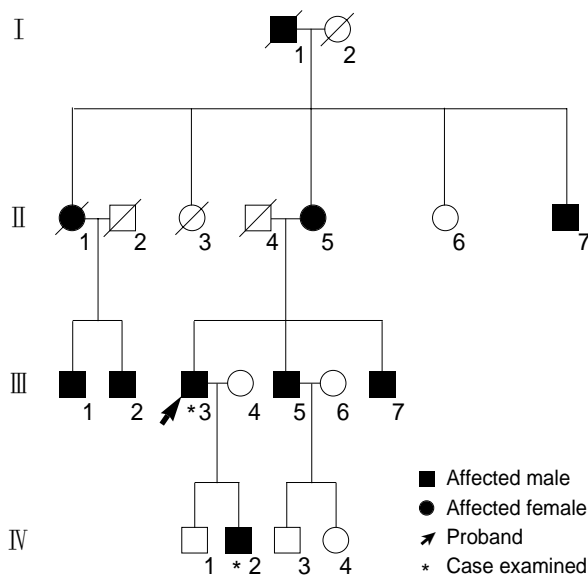 Ⅰ
1 2
Ⅱ
1 2 3 4 5 6 7
Ⅲ
1 2 *3 4 5 6 7
Ⅳ
1 *2 3 4
Affected male
Affected female
Proband
* Case examined